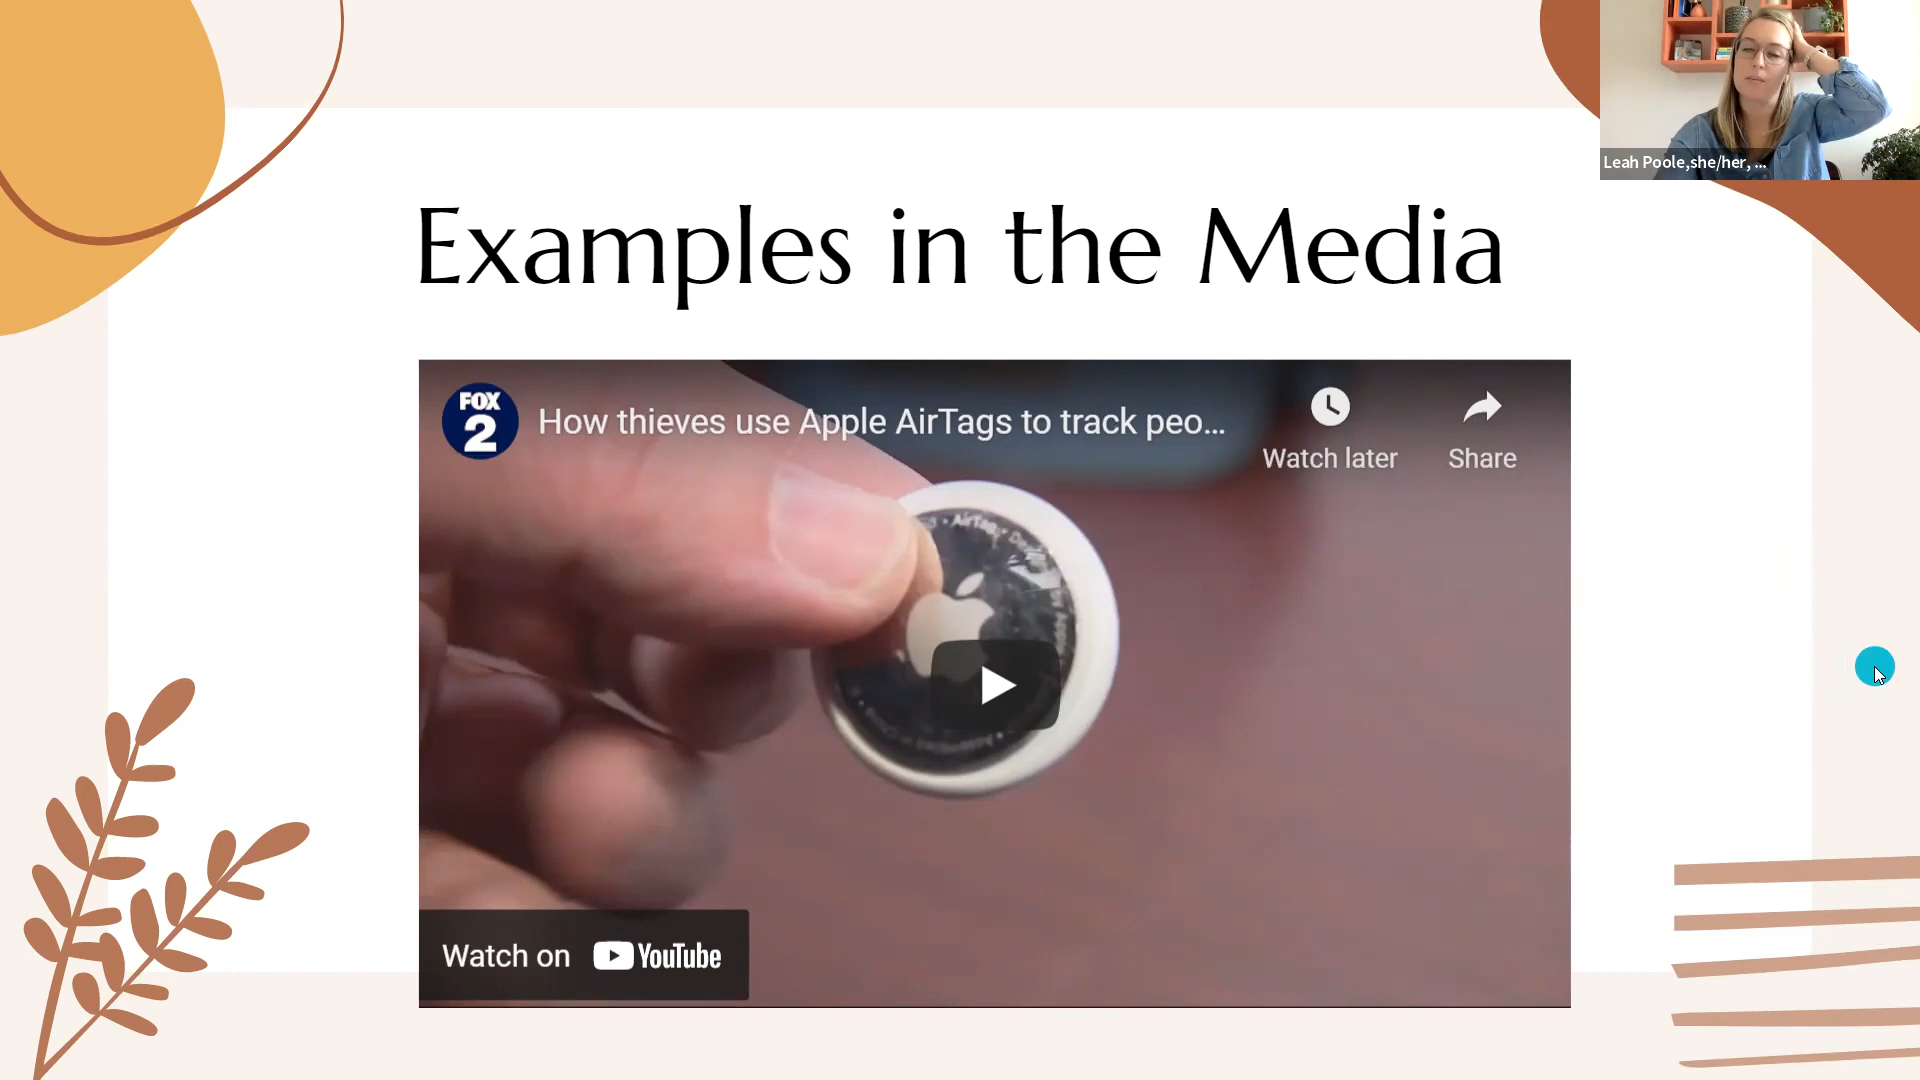 Leah Poole,she/her, ...
Examples in the Media
FOX
2
How thieves use Apple AirTags to track peo...
Watch later
Share
AirTag
Watch on YouTube